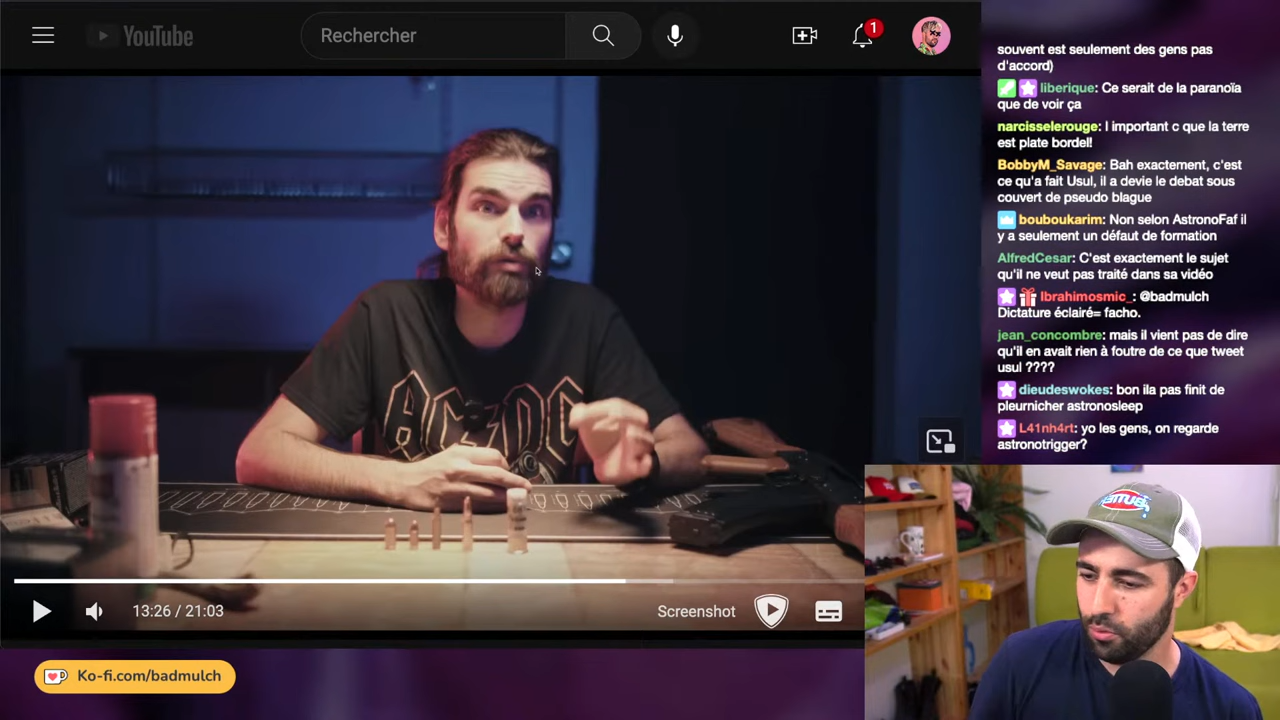 YouTube
Rechercher
1
AC DC
13:26 / 21:03
Screenshot
Ko-fi.com/badmulch
souvent est seulement des gens pas
d'accord)
liberique: Ce serait de la paranoïa
que de voir ça
narcisselerouge: l important c que la terre
est plate bordel!
BobbyM_Savage: Bah exactement, c'est
ce qu'a fait Usul, il a devie le debat sous
couvert de pseudo blague
bouboukarim: Non selon AstronoFaf il
y a seulement un défaut de formation
AlfredCesar: C'est exactement le sujet
qu'il ne veut pas traité dans sa vidéo
Ibrahimosmic_: @badmulch
Dictature éclairé= facho.
jean_concombre: mais il vient pas de dire
qu'il en avait rien à foutre de ce que tweet
usul ????
dieudeswokes: bon ila pas finit de
pleurnicher astronosleep
L41nh4rt: yo les gens, on regarde
astronotrigger?